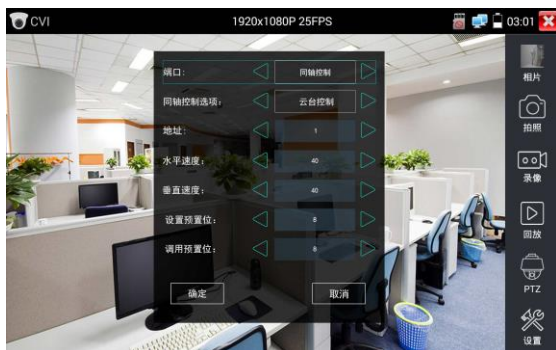 CVI 1920x1080P 25FPS 03:01
端口: 同轴控制
同轴控制选项: 云台控制
地址: 1
水平速度: 40
垂直速度: 40
设置预置位: 8
调用预置位: 8
确定 取消
相片
拍照
录像
回放
PTZ
设置